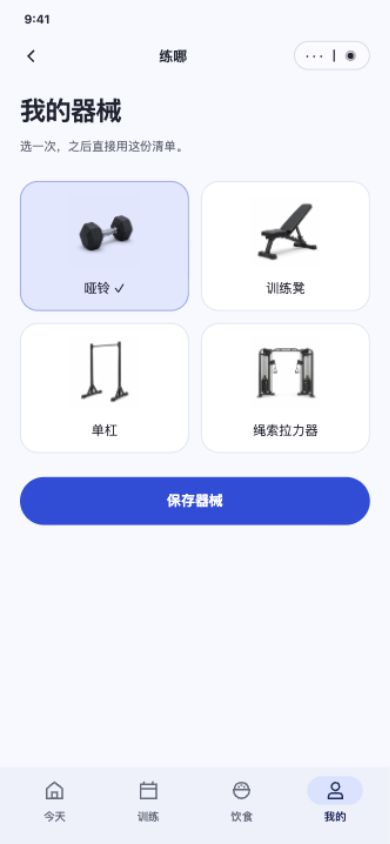 9:41
练哪
我的器械
选一次，之后直接用这份清单。
哑铃 ✓
训练凳
单杠
绳索拉力器
保存器械
今天
训练
饮食
我的